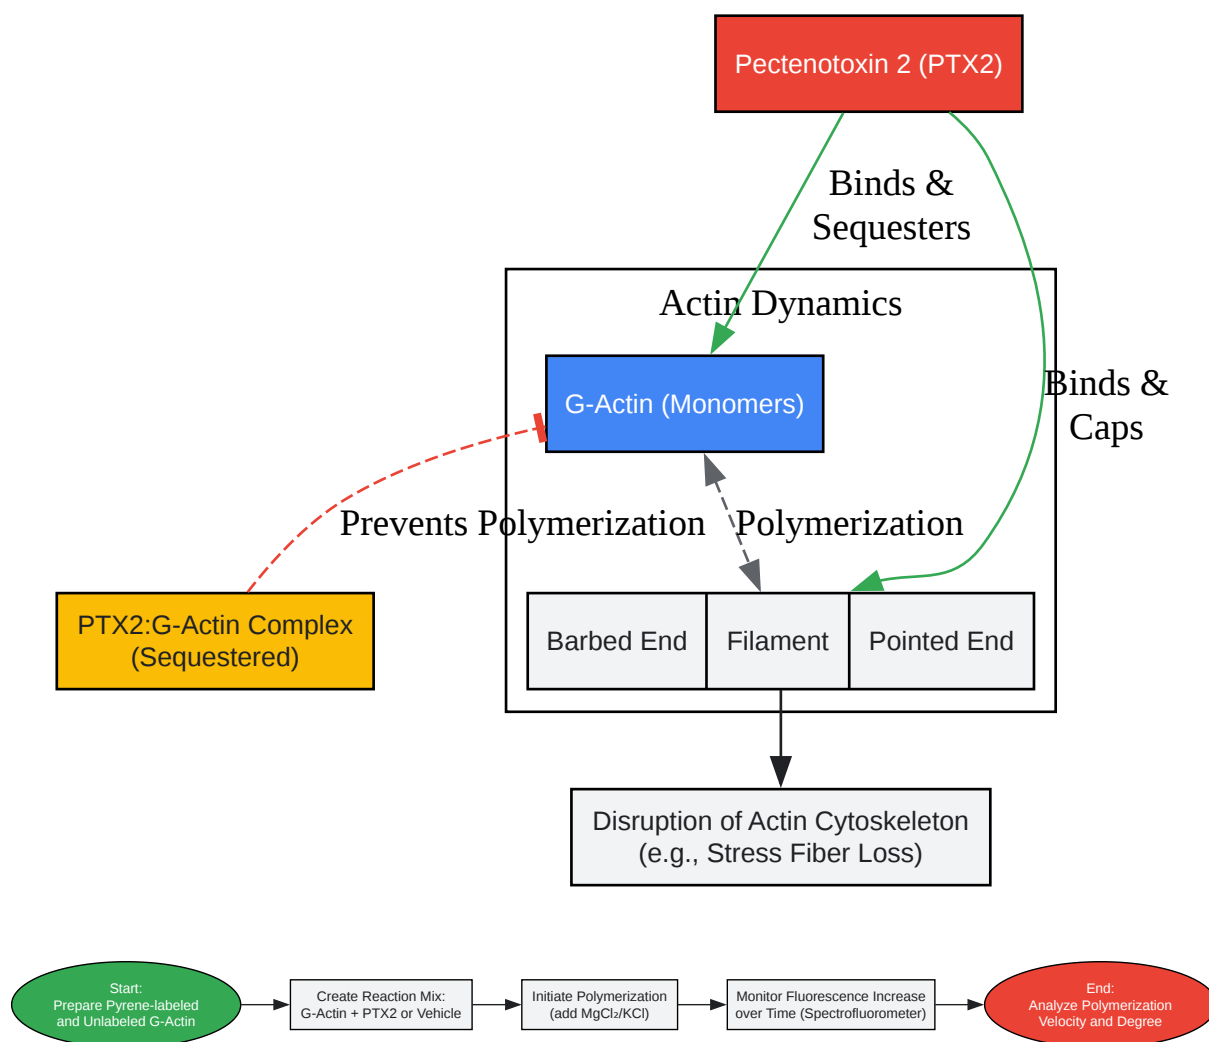 Pectenotoxin 2 (PTX2)
Binds &
Sequesters
Actin Dynamics
G-Actin (Monomers)
Binds &
Caps
Prevents Polymerization
Polymerization
PTX2:G-Actin Complex
(Sequestered)
Barbed End
Filament
Pointed End
Disruption of Actin Cytoskeleton
(e.g., Stress Fiber Loss)
Start:
Prepare Pyrene-labeled
and Unlabeled G-Actin
Create Reaction Mix:
G-Actin + PTX2 or Vehicle
Initiate Polymerization
(add MgCl₂/KCl)
Monitor Fluorescence Increase
over Time (Spectrofluorometer)
End:
Analyze Polymerization
Velocity and Degree